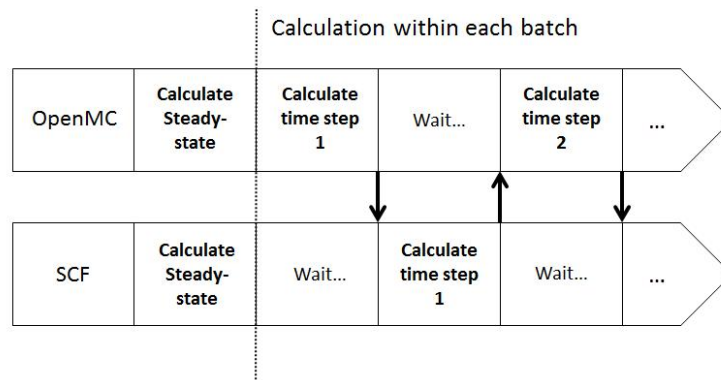 Calculation within each batch
OpenMC
Calculate
Steady-
state
Calculate
time step
1
Wait...
Calculate
time step
2
...
SCF
Calculate
Steady-
state
Wait...
Calculate
time step
1
Wait...
...